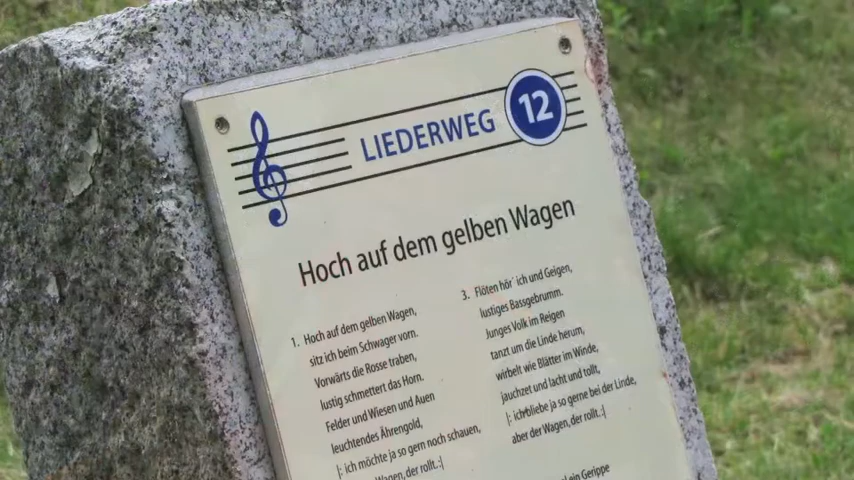 LIEDERWEG 12
Hoch auf dem gelben Wagen
1. Hoch auf dem gelben Wagen,
sitz ich beim Schwager vorn.
Vorwärts die Rosse traben,
lustig schmettert das Horn.
Felder und Wiesen und Auen
leuchtendes Ährengold,
|: ich möchte ja so gern noch schauen,
Wagen, der rollt. :|
3. Flöten hör´ ich und Geigen,
lustiges Bassgebrumm.
Junges Volk im Reigen
tanzt um die Linde herum,
wirbelt wie Blätter im Winde,
jauchzet und lacht und tollt,
|: ich bliebe ja so gerne bei der Linde,
aber der Wagen, der rollt. :|
ein Gerippe